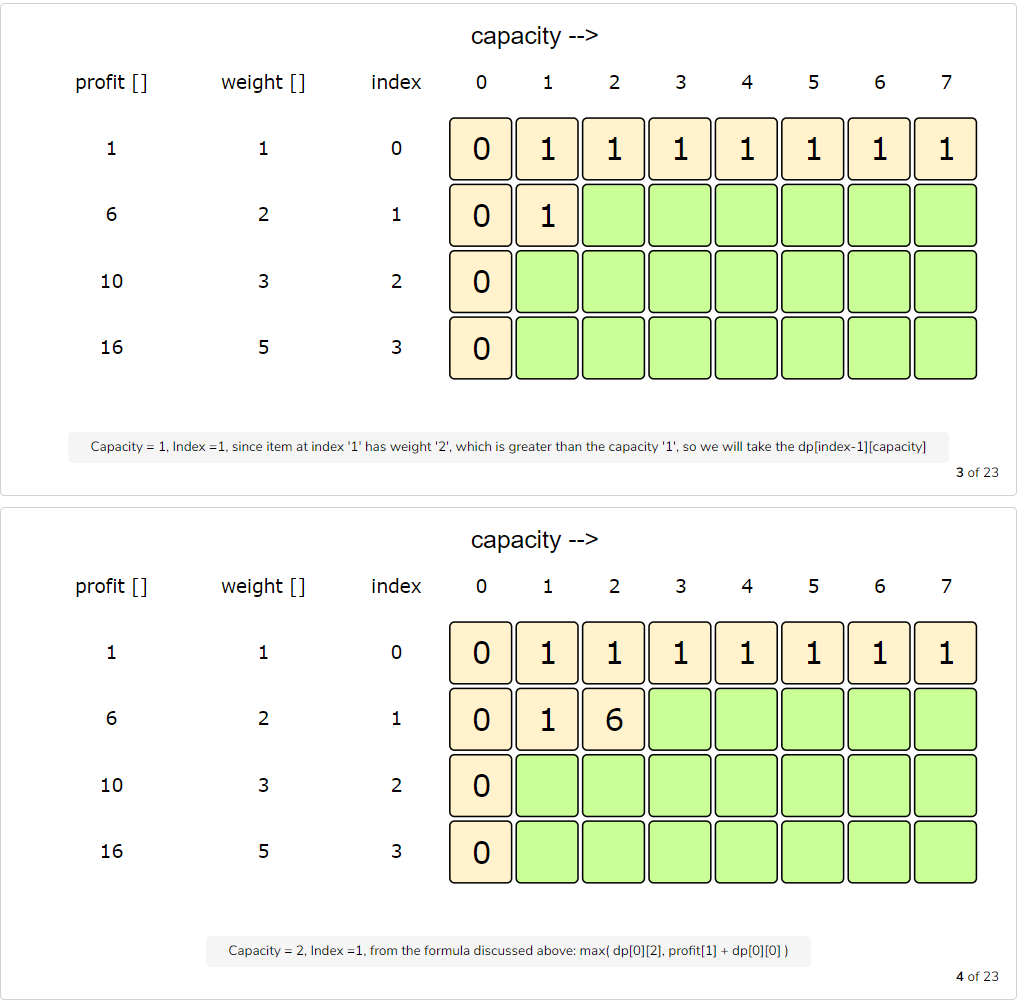 capacity -->
profit [] weight [] index 0 1 2 3 4 5 6 7
1 1 0 0 1 1 1 1 1 1 1
6 2 1 0 1
10 3 2 0
16 5 3 0
Capacity = 1, Index =1, since item at index '1' has weight '2', which is greater than the capacity '1', so we will take the dp[index-1][capacity]
3 of 23
capacity -->
profit [] weight [] index 0 1 2 3 4 5 6 7
1 1 0 0 1 1 1 1 1 1 1
6 2 1 0 1 6
10 3 2 0
16 5 3 0
Capacity = 2, Index =1, from the formula discussed above: max( dp[0][2], profit[1] + dp[0][0] )
4 of 23